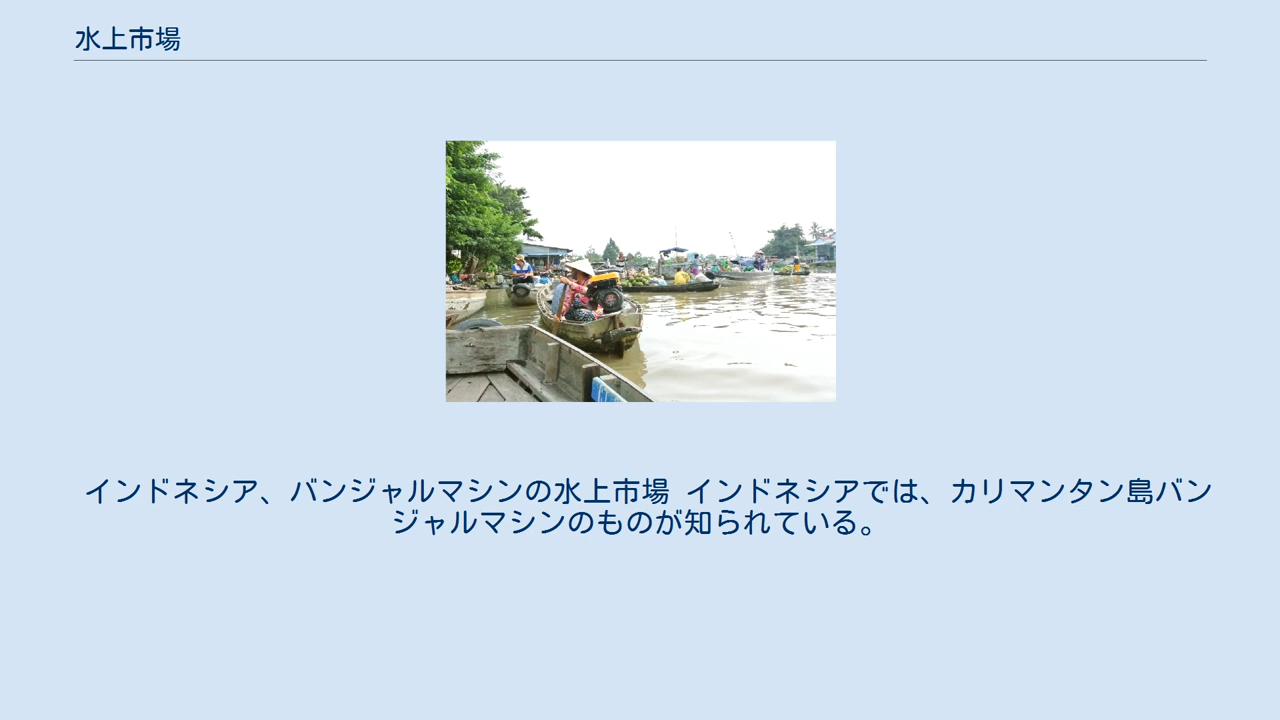 水上市場
インドネシア、バンジャルマシンの水上市場 インドネシアでは、カリマンタン島バン
ジャルマシンのものが知られている。